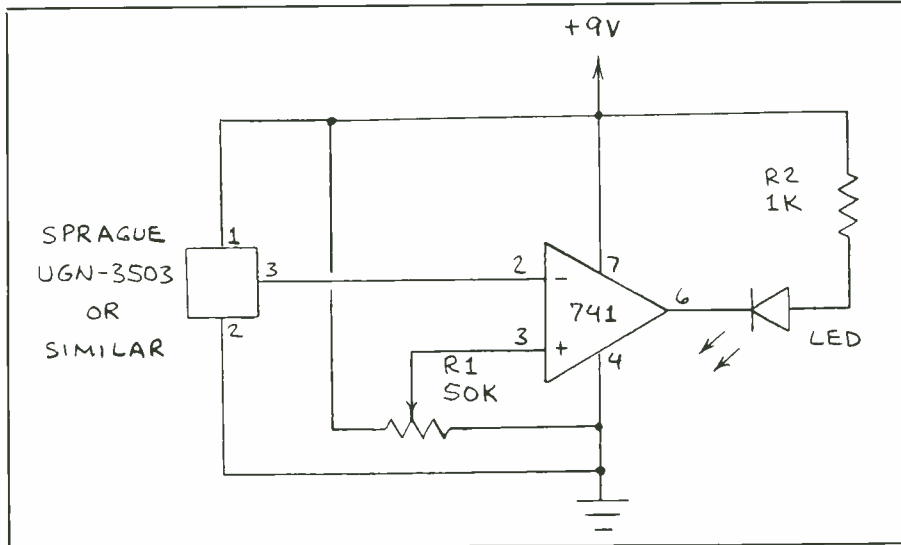 +9V
R2
1K
SPRAGUE
UGN-3503
OR
SIMILAR
1
3
2
2
-
7
741
6
3
+
4
R1
50K
LED